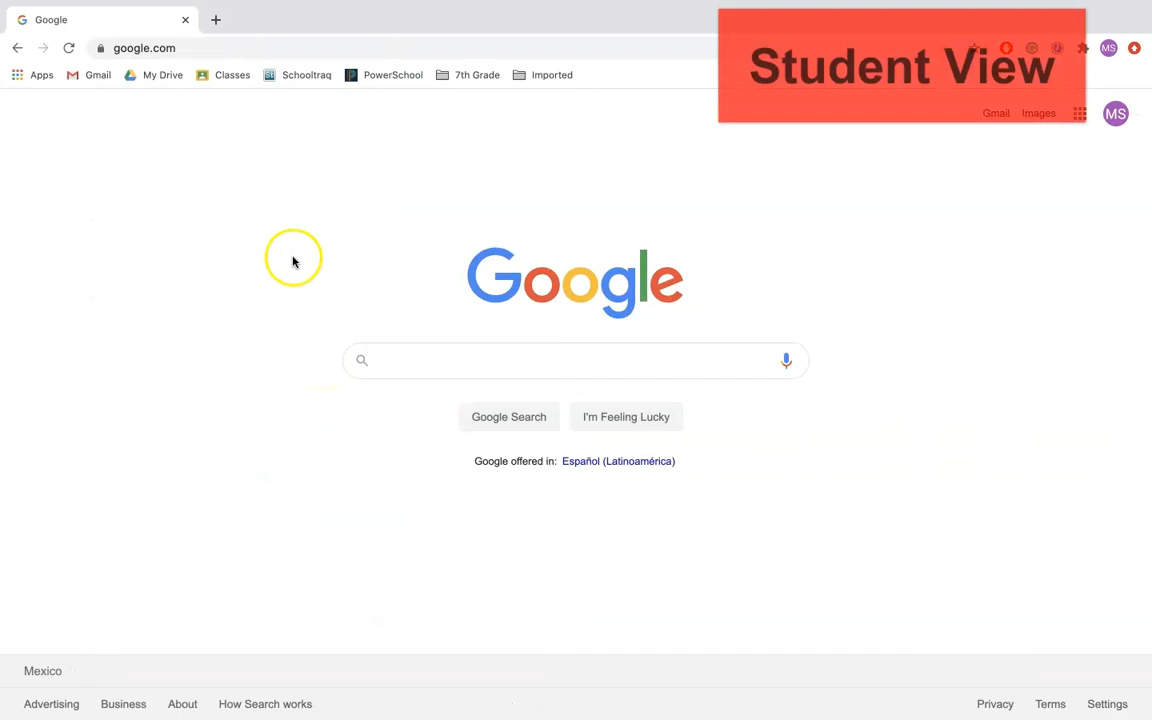 Google
google.com
Apps Gmail My Drive Classes Schooltraq PowerSchool 7th Grade Imported
Student View
Gmail Images MS
MS
Google
Google Search I'm Feeling Lucky
Google offered in: Español (Latinoamérica)
Mexico
Advertising Business About How Search works Privacy Terms Settings